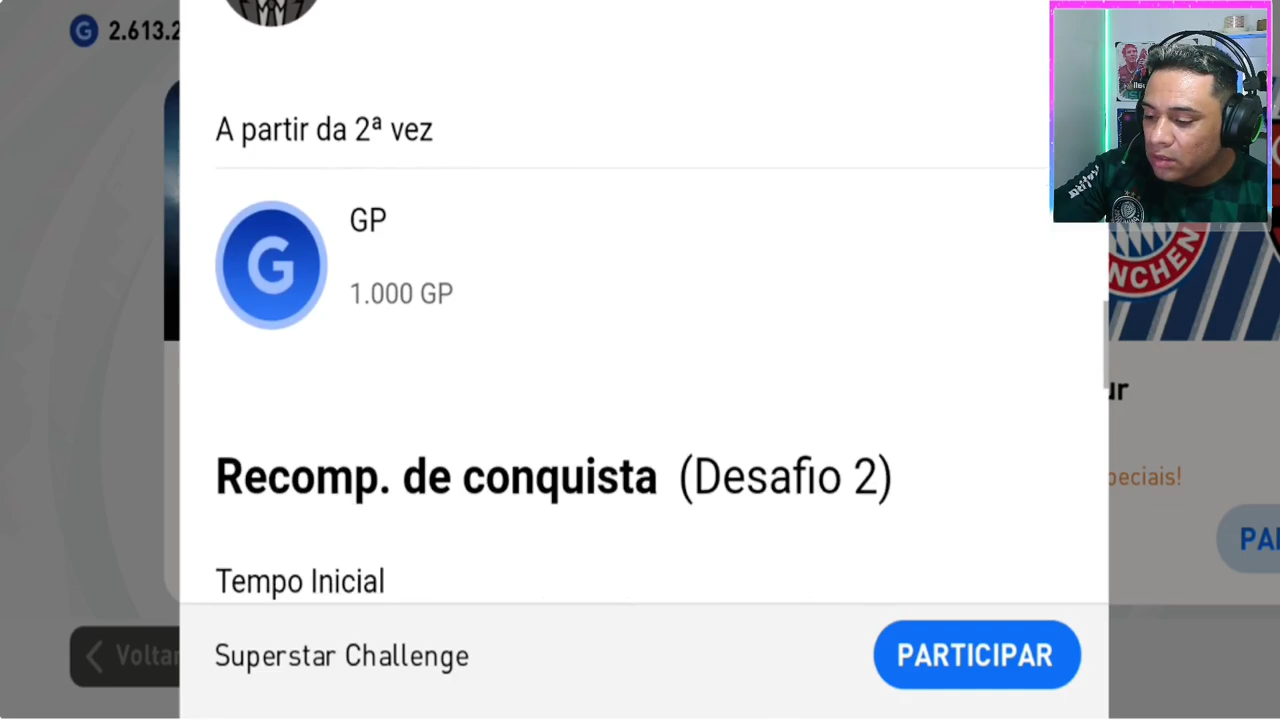 2.613.2
A partir da 2ª vez
GP
1.000 GP
NCHEN
ur
Recomp. de conquista (Desafio 2)
peciais!
PA
Tempo Inicial
Voltar
Superstar Challenge
PARTICIPAR